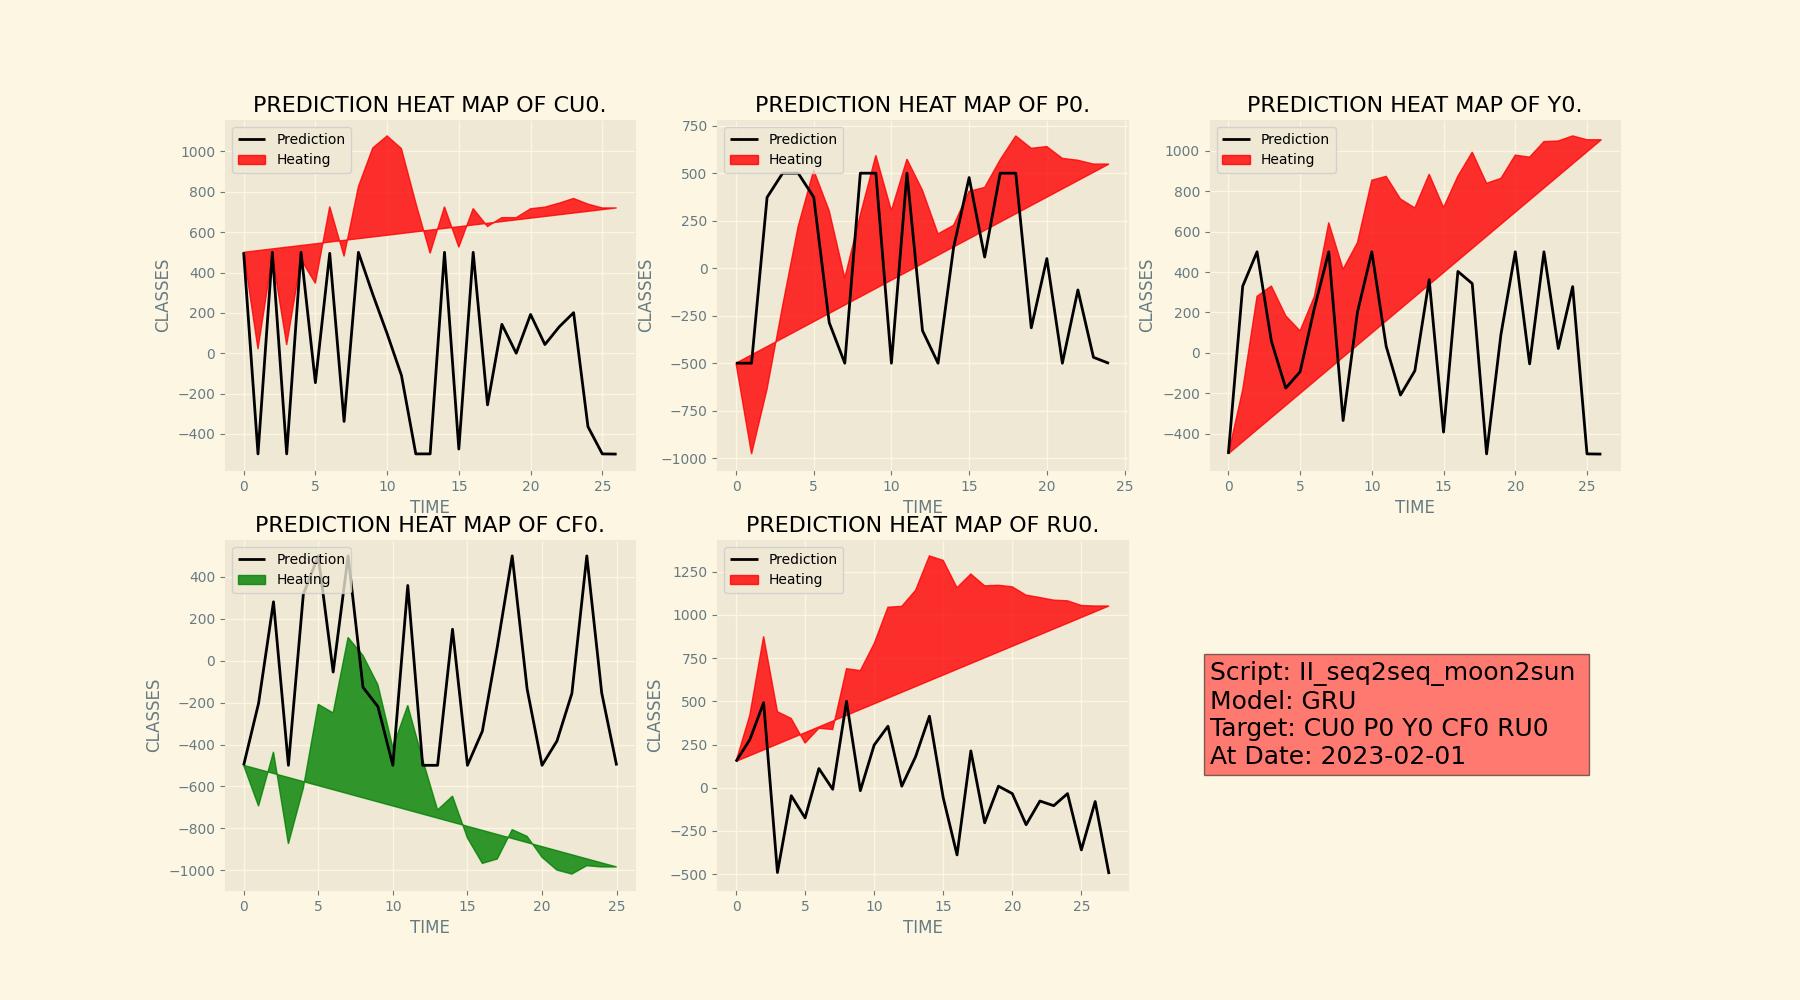 PREDICTION HEAT MAP OF CU0.
Prediction
Heating
1000
800
600
400
200
0
−200
−400
CLASSES
0 5 10 15 20 25
TIME
PREDICTION HEAT MAP OF P0.
Prediction
Heating
750
500
250
0
−250
−500
−750
−1000
CLASSES
0 5 10 15 20 25
TIME
PREDICTION HEAT MAP OF Y0.
Prediction
Heating
1000
800
600
400
200
0
−200
−400
CLASSES
0 5 10 15 20 25
TIME
PREDICTION HEAT MAP OF CF0.
Prediction
Heating
400
200
0
−200
−400
−600
−800
−1000
CLASSES
0 5 10 15 20 25
TIME
PREDICTION HEAT MAP OF RU0.
Prediction
Heating
1250
1000
750
500
250
0
−250
−500
CLASSES
0 5 10 15 20 25
TIME
Script: II_seq2seq_moon2sun
Model: GRU
Target: CU0 P0 Y0 CF0 RU0
At Date: 2023-02-01